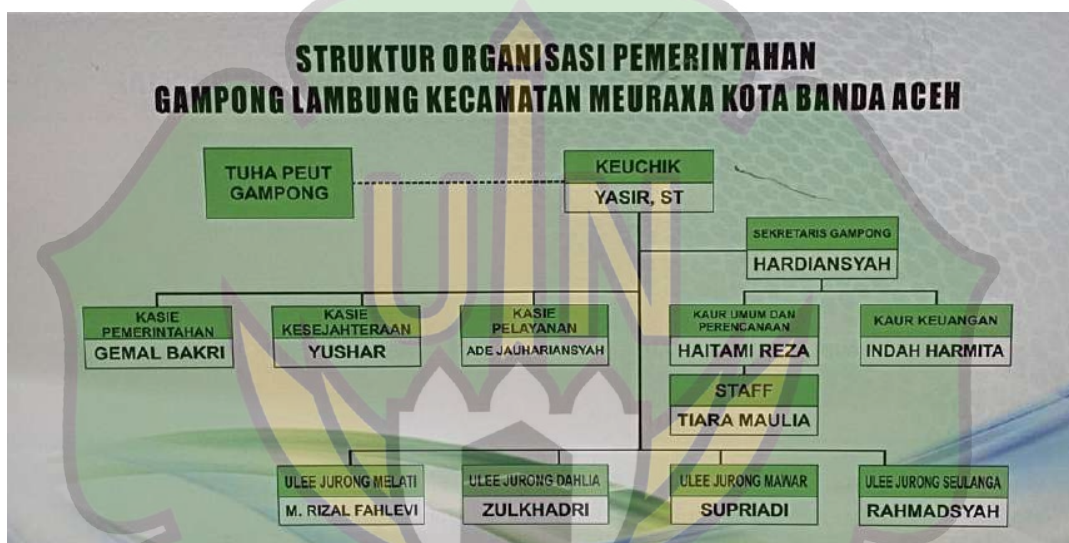 STRUKTUR ORGANISASI PEMERINTAHAN
GAMPONG LAMBUNG KECAMATAN MEURAXA KOTA BANDA ACEH
TUHA PEUT
GAMPONG
KEUCHIK
YASIR, ST
SEKRETARIS GAMPONG
HARDIANSYAH
KASIE
PEMERINTAHAN
GEMAL BAKRI
KASIE
KESEJAHTERAAN
YUSHAR
KASIE
PELAYANAN
ADE JAUHARIANSYAH
KAUR UMUM DAN
PERENCANAAN
HAITAMI REZA
KAUR KEUANGAN
INDAH HARMITA
STAFF
TIARA MAULIA
ULEE JURONG MELATI
M. RIZAL FAHLEVI
ULEE JURONG DAHLIA
ZULKHADRI
ULEE JURONG MAWAR
SUPRIADI
ULEE JURONG SEULANGA
RAHMADSYAH
UIN